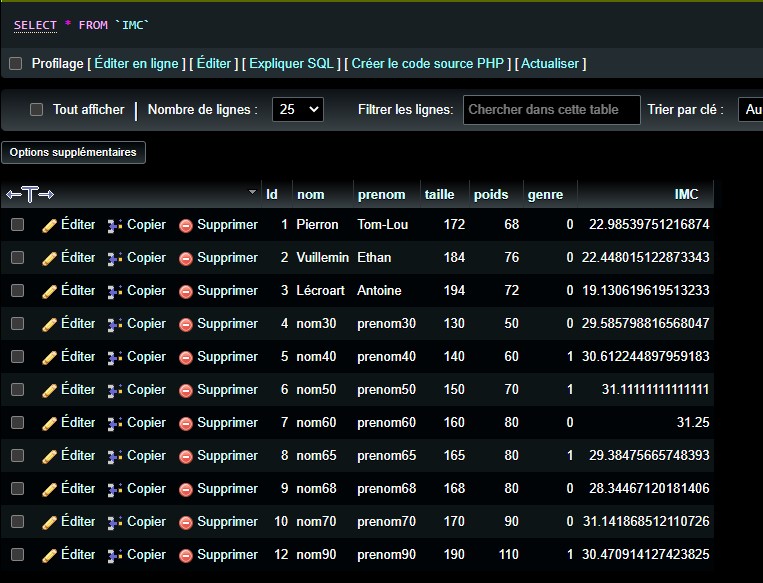 SELECT * FROM `IMC`
Profilage [ Éditer en ligne ] [ Éditer ] [ Expliquer SQL ] [ Créer le code source PHP ] [ Actualiser ]
Tout afficher | Nombre de lignes : 25 Filtrer les lignes: Chercher dans cette table Trier par clé : Au
Options supplémentaires
Id nom prenom taille poids genre IMC
Éditer Copier Supprimer 1 Pierron Tom-Lou 172 68 0 22.98539751216874
Éditer Copier Supprimer 2 Vuillemin Ethan 184 76 0 22.448015122873343
Éditer Copier Supprimer 3 Lécroart Antoine 194 72 0 19.130619619513233
Éditer Copier Supprimer 4 nom30 prenom30 130 50 0 29.585798816568047
Éditer Copier Supprimer 5 nom40 prenom40 140 60 1 30.612244897959183
Éditer Copier Supprimer 6 nom50 prenom50 150 70 1 31.11111111111111
Éditer Copier Supprimer 7 nom60 prenom60 160 80 0 31.25
Éditer Copier Supprimer 8 nom65 prenom65 165 80 1 29.38475665748393
Éditer Copier Supprimer 9 nom68 prenom68 168 80 0 28.34467120181406
Éditer Copier Supprimer 10 nom70 prenom70 170 90 0 31.141868512110726
Éditer Copier Supprimer 12 nom90 prenom90 190 110 1 30.470914127423825